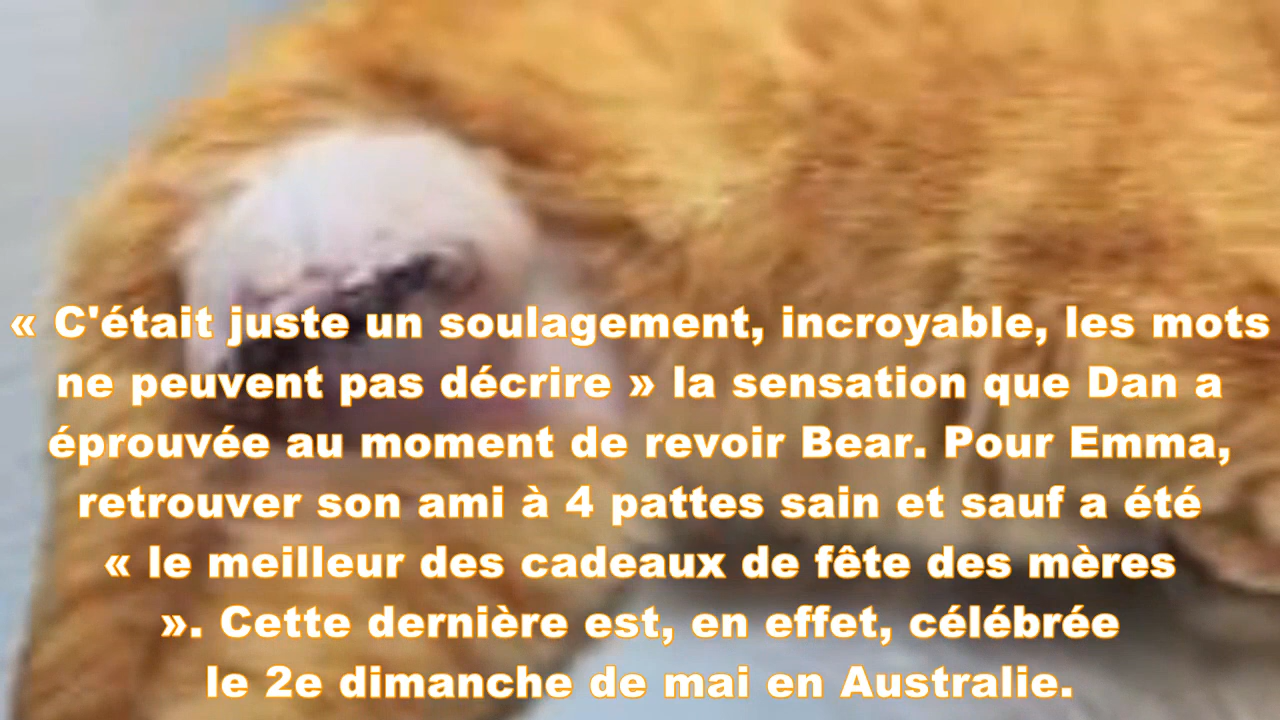 « C'était juste un soulagement, incroyable, les mots
ne peuvent pas décrire » la sensation que Dan a
éprouvée au moment de revoir Bear. Pour Emma,
retrouver son ami à 4 pattes sain et sauf a été
« le meilleur des cadeaux de fête des mères
». Cette dernière est, en effet, célébrée
le 2e dimanche de mai en Australie.